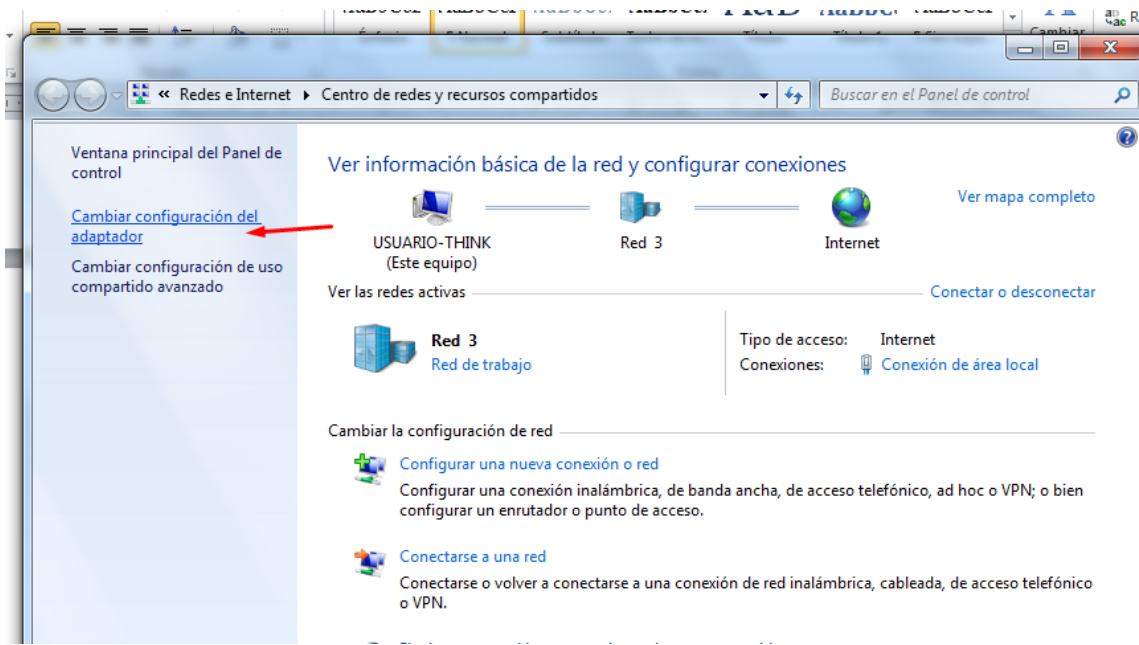 « Redes e Internet ▸ Centro de redes y recursos compartidos
Buscar en el Panel de control
Ventana principal del Panel de
control
Cambiar configuración del
adaptador
Cambiar configuración de uso
compartido avanzado
Ver información básica de la red y configurar conexiones
Ver mapa completo
USUARIO-THINK
(Este equipo)
Red 3
Internet
Ver las redes activas
Conectar o desconectar
Red 3
Red de trabajo
Tipo de acceso: Internet
Conexiones: Conexión de área local
Cambiar la configuración de red
Configurar una nueva conexión o red
Configurar una conexión inalámbrica, de banda ancha, de acceso telefónico, ad hoc o VPN; o bien
configurar un enrutador o punto de acceso.
Conectarse a una red
Conectarse o volver a conectarse a una conexión de red inalámbrica, cableada, de acceso telefónico
o VPN.